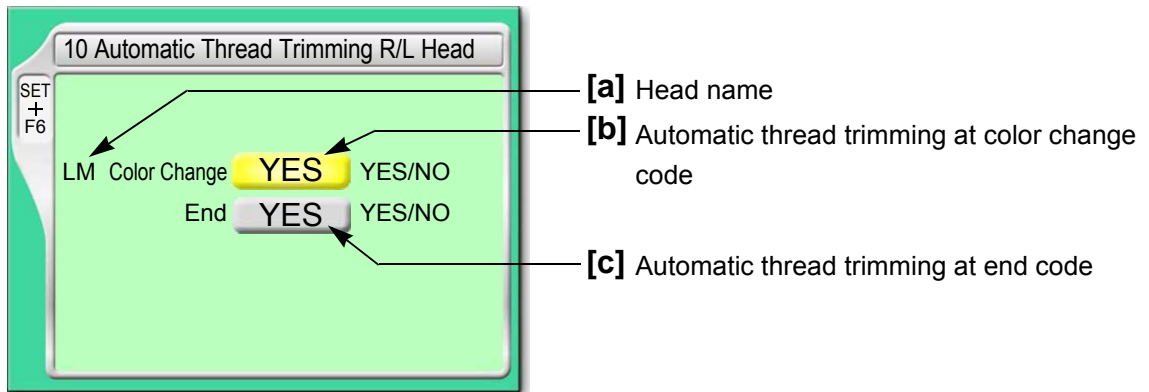 10 Automatic Thread Trimming R/L Head
SET
+
F6
LM Color Change YES YES/NO
End YES YES/NO
[a] Head name
[b] Automatic thread trimming at color change
code
[c] Automatic thread trimming at end code